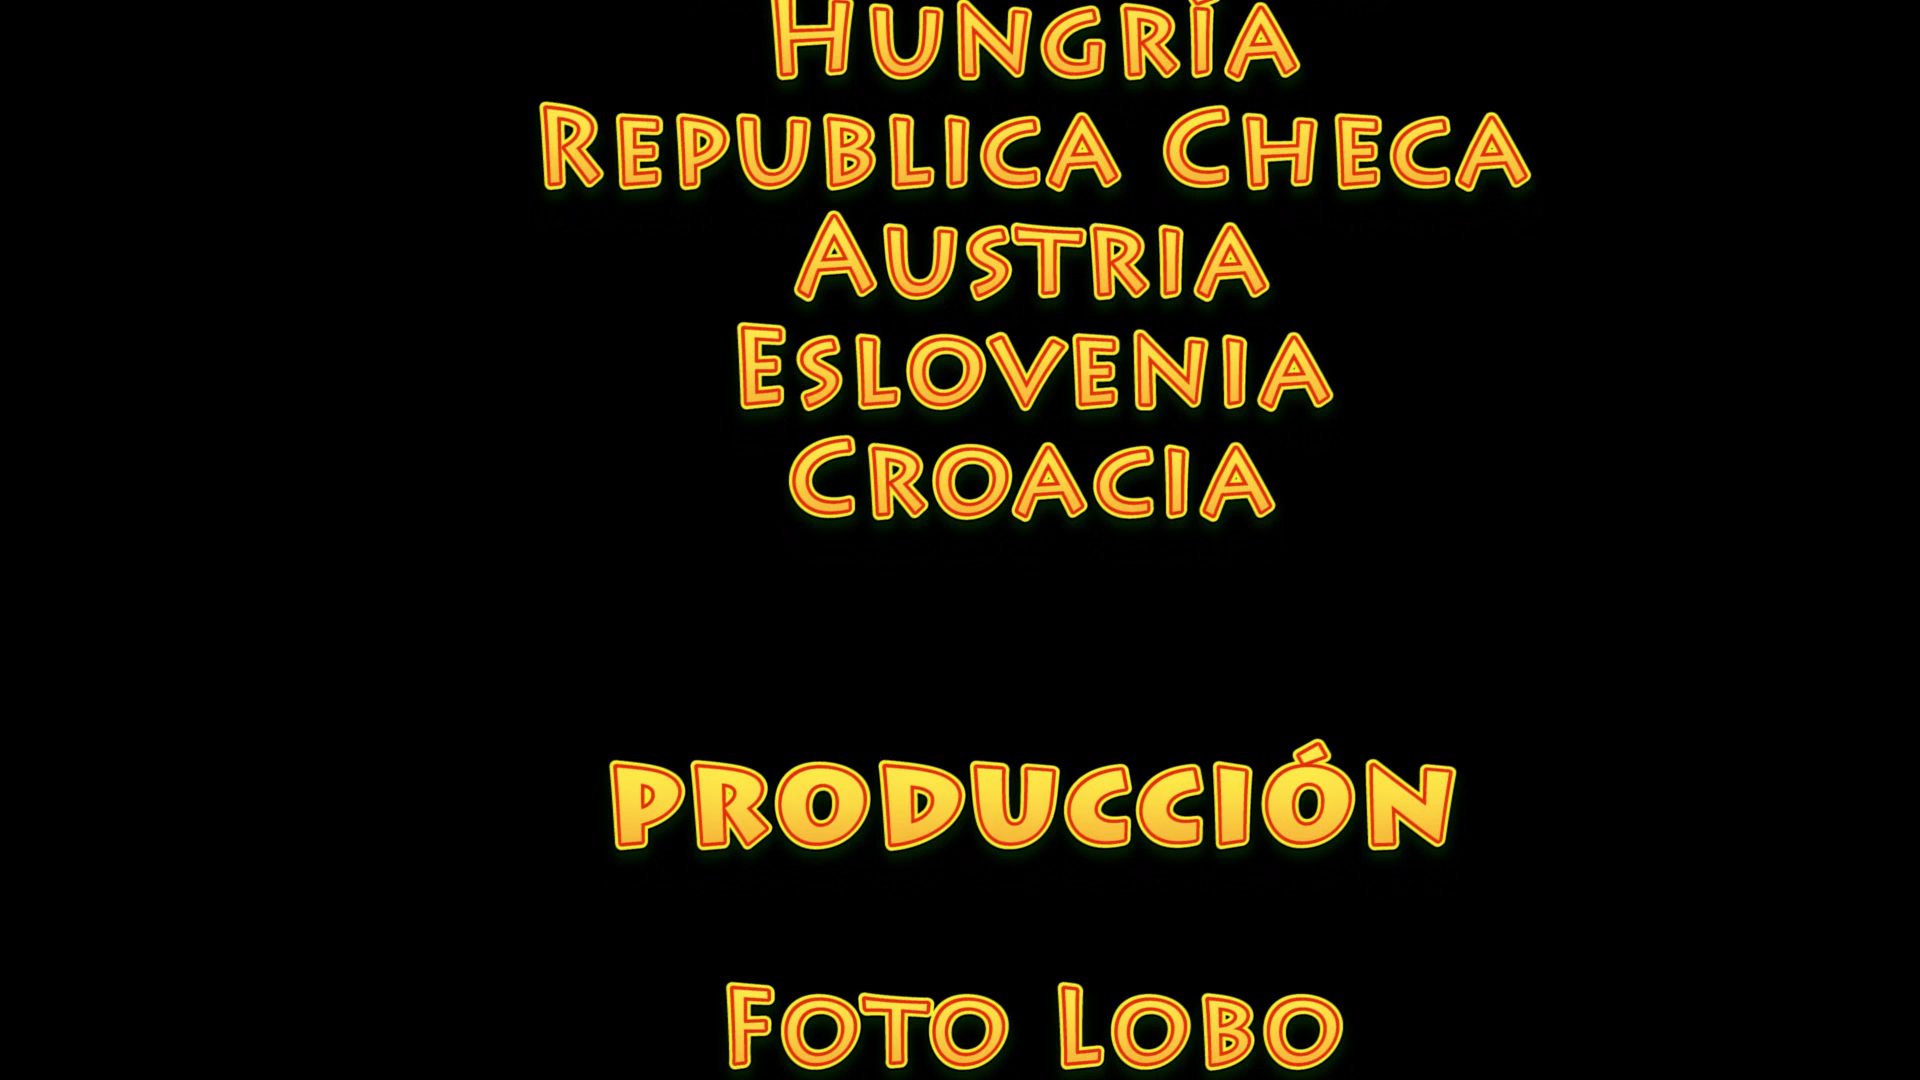 Hungría
Republica Checa
Austria
Eslovenia
Croacia
PRODUCCIÓN
Foto Lobo